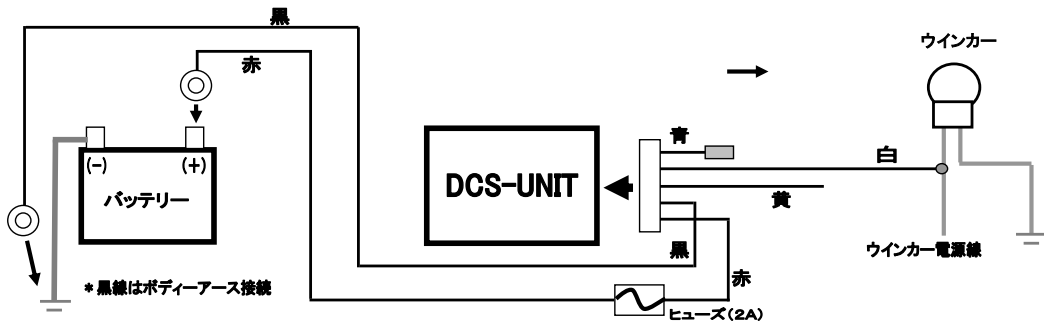 黒
赤
ウインカー
青
(-)
(+)
DCS-UNIT
白
バッテリー
黄
黒
ウインカー電源線
赤
*黒線はボディーアース接続
ヒューズ(2A)